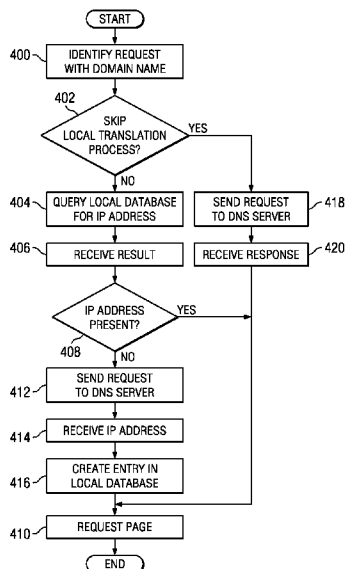 START
400
IDENTIFY REQUEST
WITH DOMAIN NAME
402
SKIP
LOCAL TRANSLATION
PROCESS?
YES
NO
404
QUERY LOCAL DATABASE
FOR IP ADDRESS
SEND REQUEST
TO DNS SERVER
418
406
RECEIVE RESULT
RECEIVE RESPONSE
420
IP ADDRESS
PRESENT?
YES
408
NO
412
SEND REQUEST
TO DNS SERVER
414
RECEIVE IP ADDRESS
416
CREATE ENTRY IN
LOCAL DATABASE
410
REQUEST PAGE
END